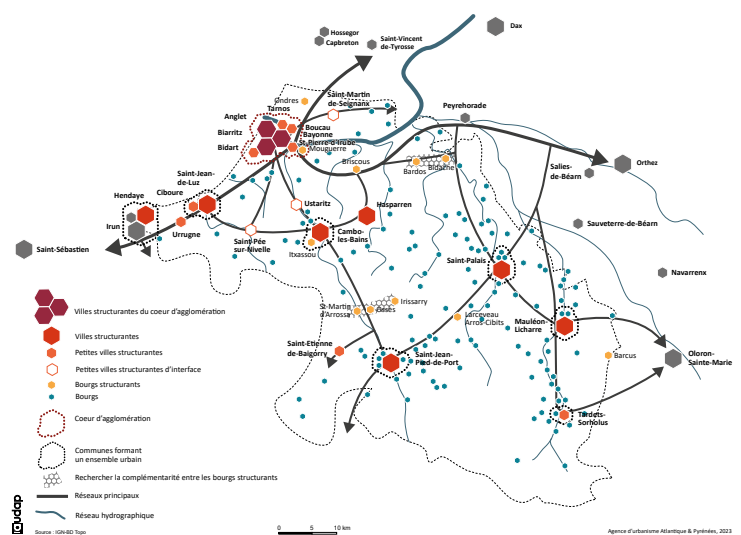 Hossegor
Capbreton
Saint-Vincent
de-Tyrosse
Dax
Ondres
Tarnos
Saint-Martin
de-Seignanx
Peyrehorade
Anglet
Biarritz
Bidart
Boucau
Bayonne
St-Pierre-d'Irube
Mouguerre
Briscous
Bardos
Bidache
Salies-
de-Béarn
Orthez
Saint-Jean-
de-Luz
Ciboure
Hendaye
Irun
Urrugne
Saint-Sébastien
Ustaritz
Hasparren
Saint-Pée
sur-Nivelle
Cambo-
les-Bains
Itxassou
Sauveterre-de-Béarn
Saint-Palais
Navarrenx
St-Martin
d'Arrossa
Ossès
Irissarry
Larceveau
Arros-Cibits
Mauléon-
Licharre
Saint-Etienne
de-Baïgorry
Saint-Jean-
Pied-de-Port
Barcus
Oloron-
Sainte-Marie
Tardets-
Sorholus
Villes structurantes du coeur d'agglomération
Villes structurantes
Petites villes structurantes
Petites villes structurantes d'interface
Bourgs structurants
Bourgs
Coeur d'agglomération
Communes formant
un ensemble urbain
Rechercher la complémentarité entre les bourgs structurants
Réseaux principaux
Réseau hydrographique
audap
Source : IGN-BD Topo
0 5 10 km
Agence d'urbanisme Atlantique & Pyrénées, 2023